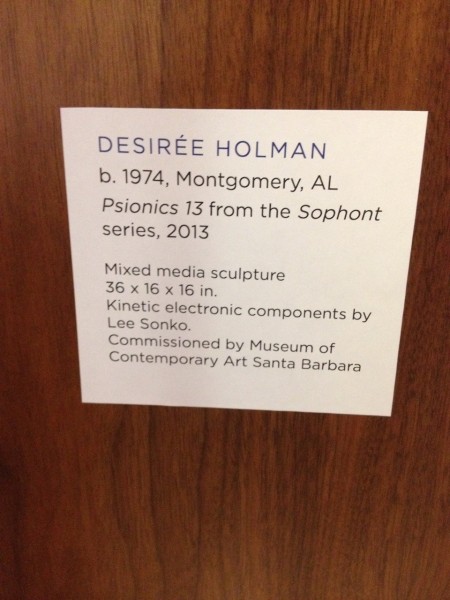 DESIRÉE HOLMAN
b. 1974, Montgomery, AL
Psionics 13 from the Sophont
series, 2013
Mixed media sculpture
36 x 16 x 16 in.
Kinetic electronic components by
Lee Sonko.
Commissioned by Museum of
Contemporary Art Santa Barbara